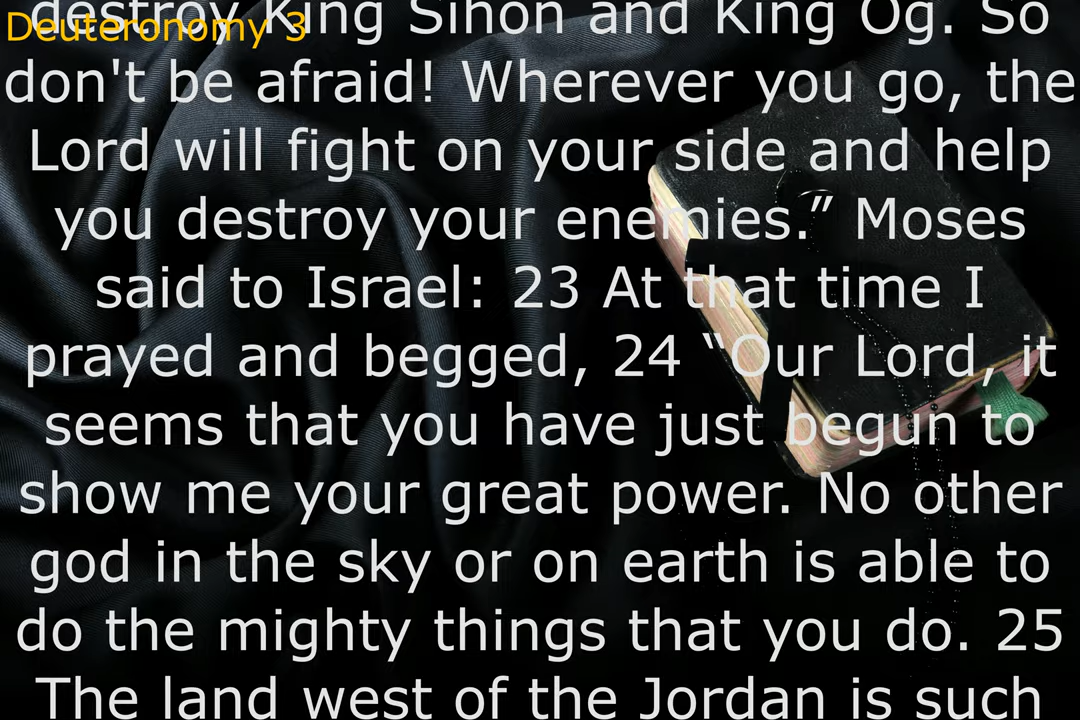 Deuteronomy 3
destroy King Sihon and King Og. So
don't be afraid! Wherever you go, the
Lord will fight on your side and help
you destroy your enemies.” Moses
said to Israel: 23 At that time I
prayed and begged, 24 “Our Lord, it
seems that you have just begun to
show me your great power. No other
god in the sky or on earth is able to
do the mighty things that you do. 25
The land west of the Jordan is such